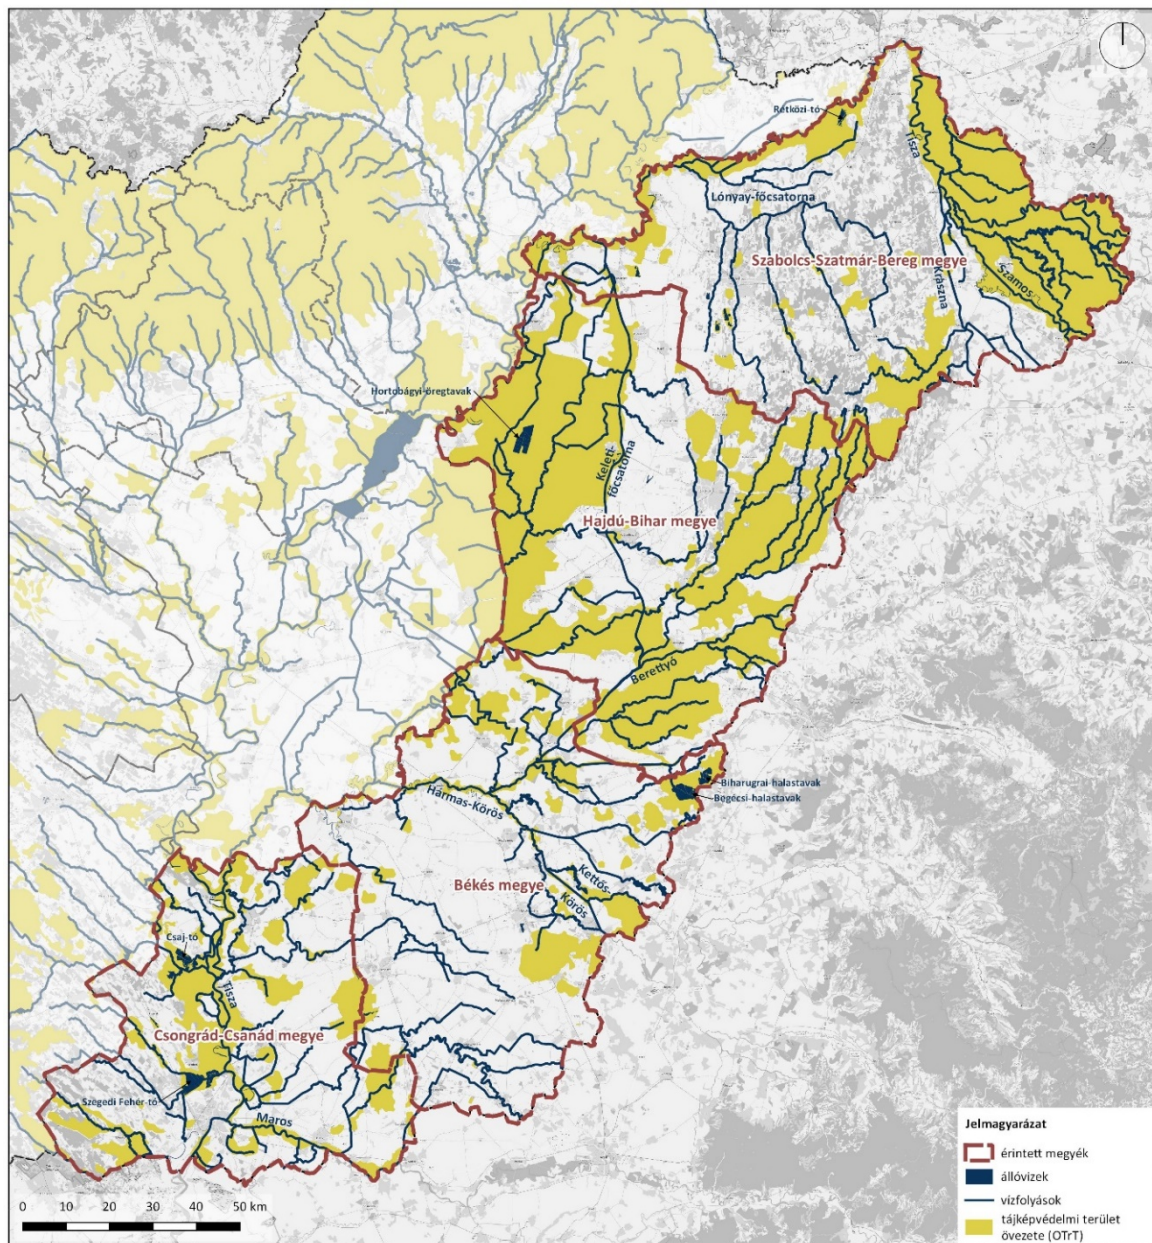 Rétközi-tó
Tisza
Lónyay-főcsatorna
Szabolcs-Szatmár-Bereg megye
Kraszna
Szamos
Hortobágyi-öregtavak
Keleti-
főcsatorna
Hajdú-Bihar megye
Berettyó
Biharugrai-halastavak
Begécsi-halastavak
Hármas-Körös
Békés megye
Kettős-
Körös
Csaj-tó
Tisza
Csongrád-Csanád megye
Szegedi Fehér-tó
Maros
0 10 20 30 40 50 km
Jelmagyarázat
érintett megyék
állóvizek
vízfolyások
tájképvédelmi terület
övezete (OTrT)